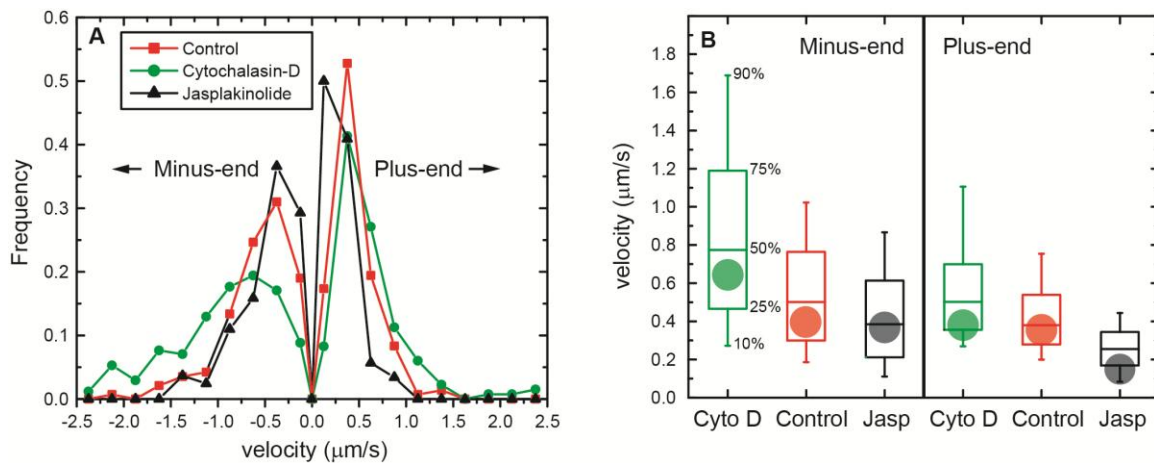 A
Control
Cytochalasin-D
Jasplakinolide
Minus-end
Plus-end
Frequency
0.6
0.5
0.4
0.3
0.2
0.1
0.0
-2.5 -2.0 -1.5 -1.0 -0.5 0.0 0.5 1.0 1.5 2.0 2.5
velocity (μm/s)
B
Minus-end
Plus-end
velocity (μm/s)
1.8
1.6
1.4
1.2
1.0
0.8
0.6
0.4
0.2
0.0
90%
75%
50%
25%
10%
Cyto D Control Jasp Cyto D Control Jasp